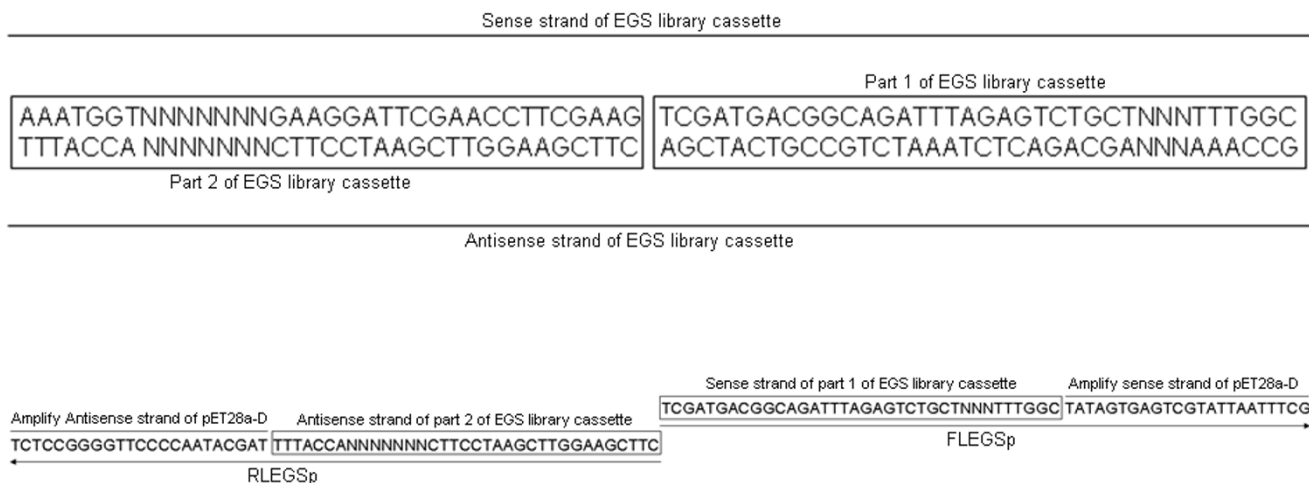 Sense strand of EGS library cassette
Part 1 of EGS library cassette
AAATGGTNNNNNNNGAAGGATTCGAACCTTCGAAG TCGATGACGGCAGATTTAGAGTCTGCTNNNTTTGGC
TTTACCA NNNNNNNCTTCCTAAGCTTGGAAGCTTC AGCTACTGCCGTCTAAATCTCAGACGANNNAAACCG
Part 2 of EGS library cassette
Antisense strand of EGS library cassette
Sense strand of part 1 of EGS library cassette Amplify sense strand of pET28a-D
TCGATGACGGCAGATTTAGAGTCTGCTNNNTTTGGC TATAGTGAGTCGTATTAATTTCG
Amplify Antisense strand of pET28a-D Antisense strand of part 2 of EGS library cassette
TCTCCGGGGTTCCCCAATACGAT TTTACCANNNNNNNCTTCCTAAGCTTGGAAGCTTC
FLEGSp
RLEGSp